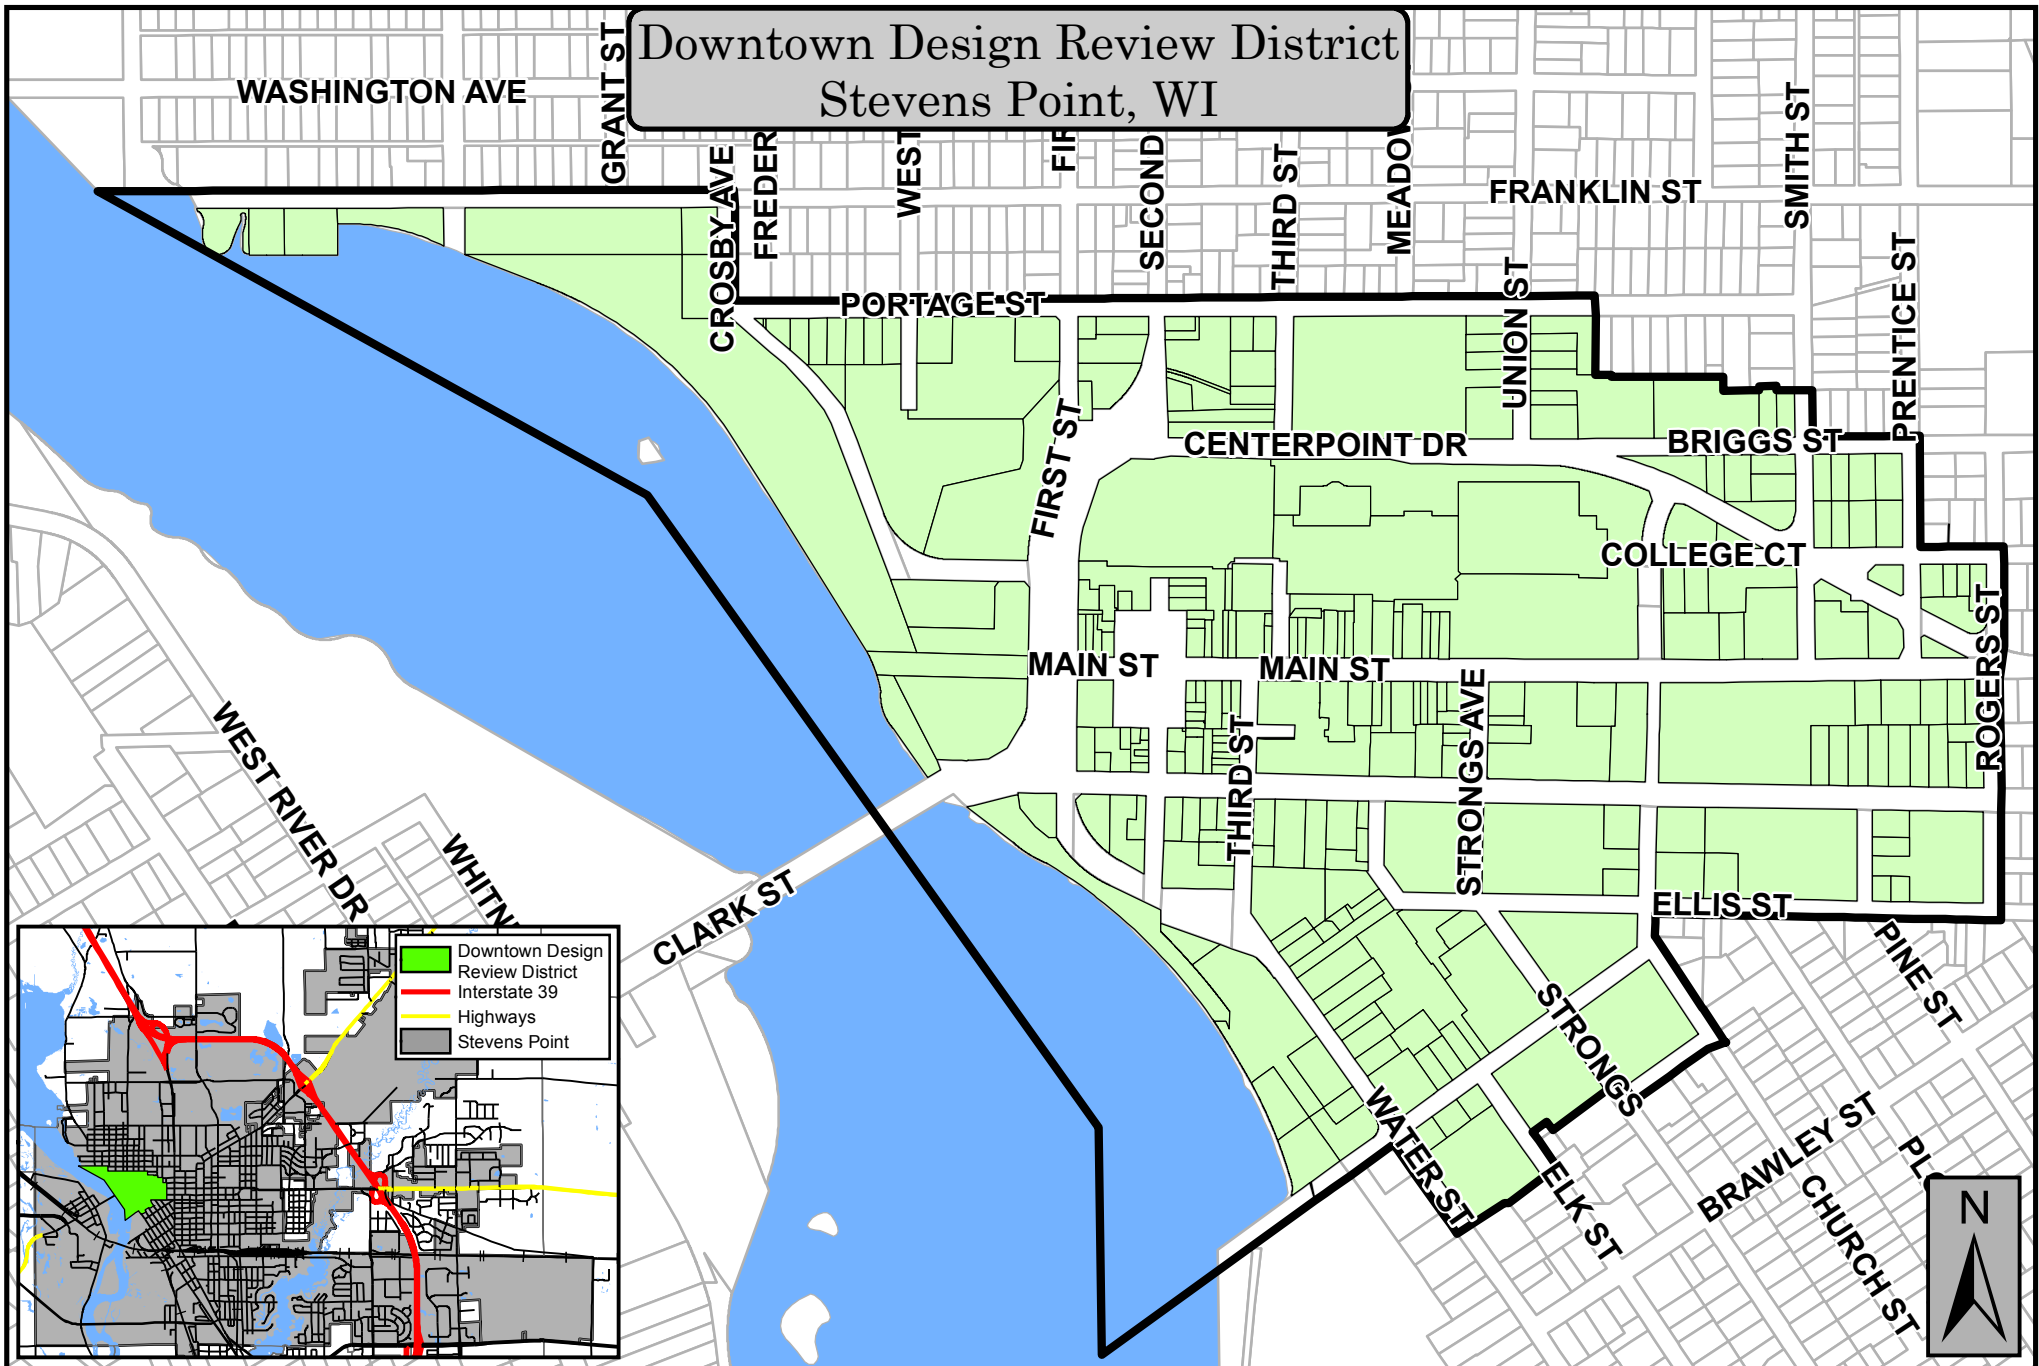 Downtown Design Review District
Stevens Point, WI
WASHINGTON AVE
GRANT ST
CROSBY AVE
FREDER
WEST
FIR
SECOND
THIRD ST
MEADOW
FRANKLIN ST
SMITH ST
PRENTICE ST
UNION ST
PORTAGE ST
FIRST ST
CENTERPOINT DR
BRIGGS ST
COLLEGE CT
MAIN ST
MAIN ST
ROGERS ST
STRONGS AVE
THIRD ST
WEST RIVER DR
WHITN
CLARK ST
ELLIS ST
PINE ST
STRONGS
WATER ST
ELK ST
BRAWLEY ST
CHURCH ST
PL
Downtown Design
Review District
Interstate 39
Highways
Stevens Point
N